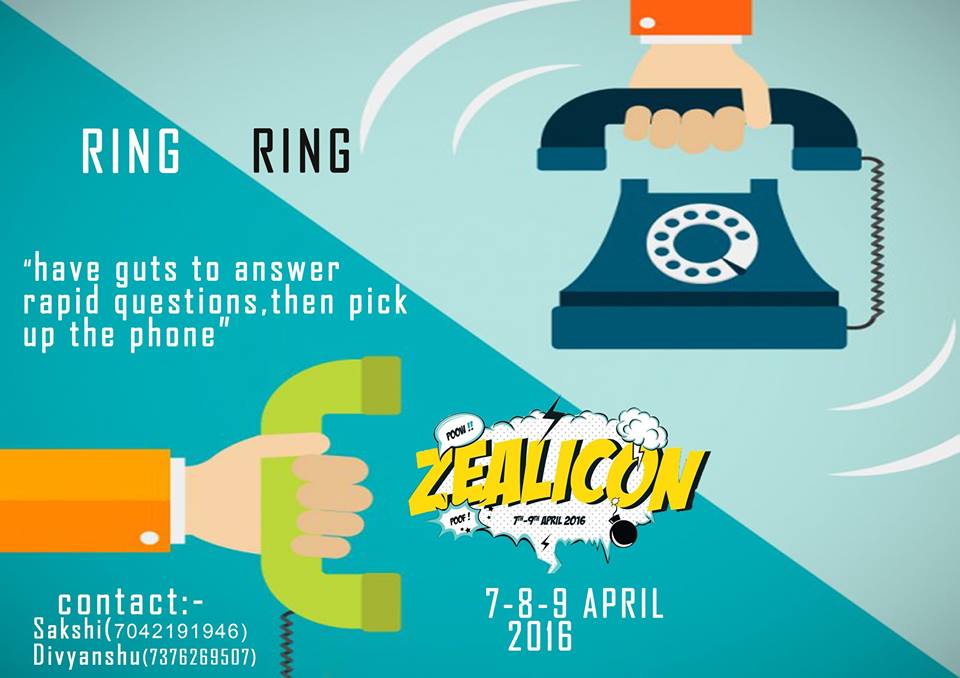 RING RING
“have guts to answer
rapid questions,then pick
up the phone”
POOW !!
ZEALICON
POOF !
7TH-9TH APRIL 2016
contact:-
Sakshi(7042191946)
Divyanshu(7376269507)
7-8-9 APRIL
2016